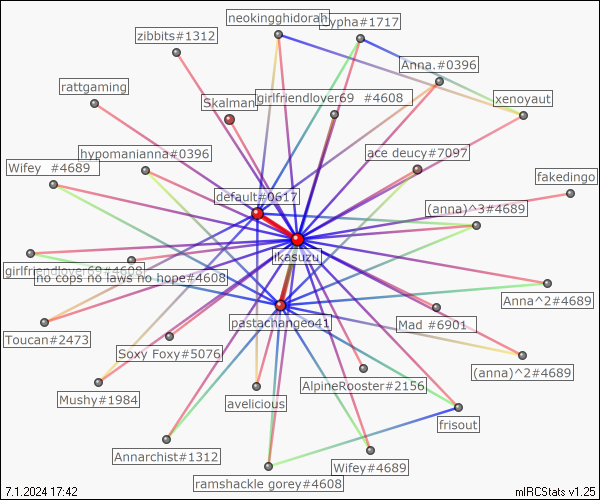 neokingghidorah
zypha#1717
zibbits#1312
Anna.#0396
rattgaming
Skalman
girlfriendlover69 #4608
xenoyaut
hypomanianna#0396
ace deucy#7097
Wifey #4689
fakedingo
default#0617
(anna)^3#4689
ikasuzu
girlfriendlover69#4608
no cops no laws no hope#4608
Anna^2#4689
pastachangeo41
Mad #6901
Toucan#2473
Soxy Foxy#5076
(anna)^2#4689
AlpineRooster#2156
Mushy#1984
avelicious
frisout
Annarchist#1312
Wifey#4689
ramshackle gorey#4608
7.1.2024 17:42
mIRCStats v1.25